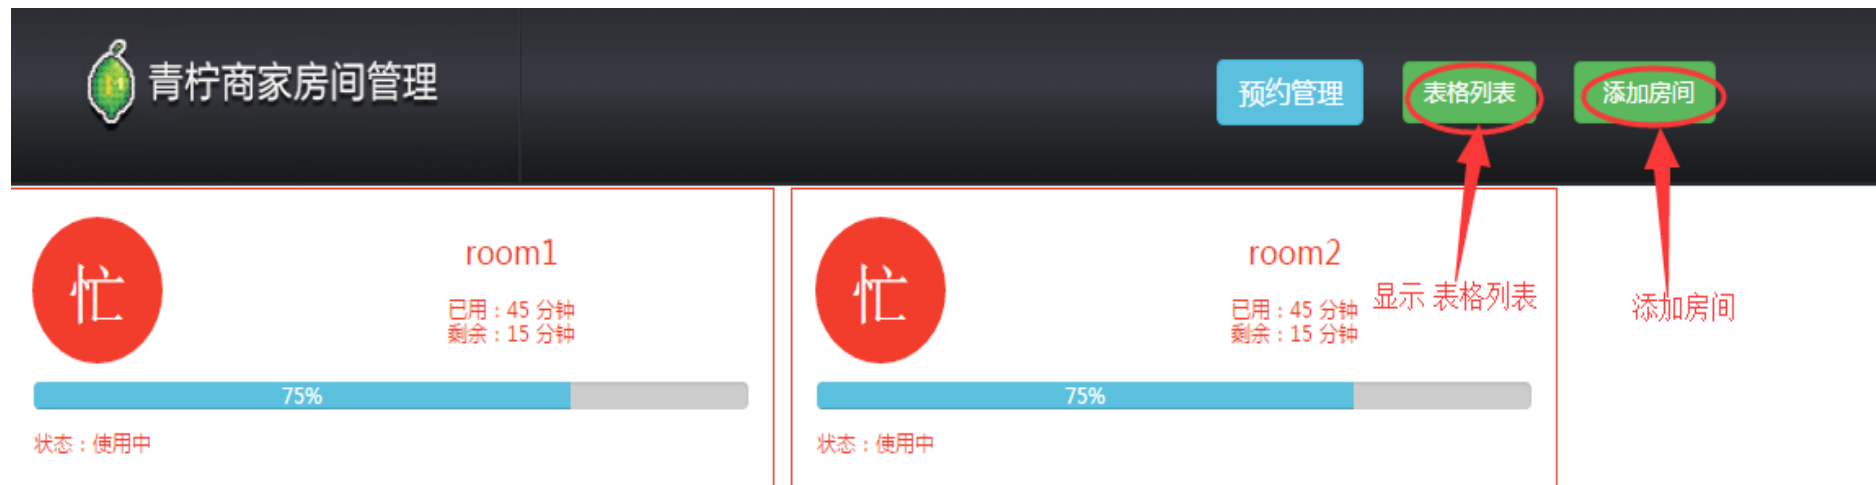 青柠商家房间管理
预约管理
表格列表
添加房间
忙
room1
已用：45 分钟
剩余：15 分钟
75%
状态：使用中
忙
room2
已用：45 分钟
剩余：15 分钟
75%
状态：使用中
显示 表格列表
添加房间